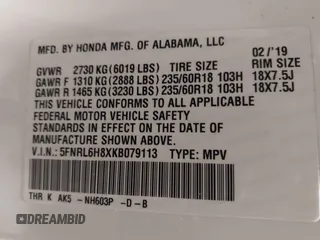 MFD. BY HONDA MFG. OF ALABAMA, LLC 02/'19
GVWR 2730 KG (6019 LBS) TIRE SIZE RIM SIZE
GAWR F 1310 KG (2888 LBS) 235/60R18 103H 18X7.5J
GAWR R 1465 KG (3230 LBS) 235/60R18 103H 18X7.5J
THIS VEHICLE CONFORMS TO ALL APPLICABLE
FEDERAL MOTOR VEHICLE SAFETY
STANDARDS IN EFFECT ON THE DATE OF
MANUFACTURE SHOWN ABOVE.
V.I.N.: 5FNRL6H8XKB079113 TYPE: MPV
THR K AK5 -NH603P -D-B
DREAMBID